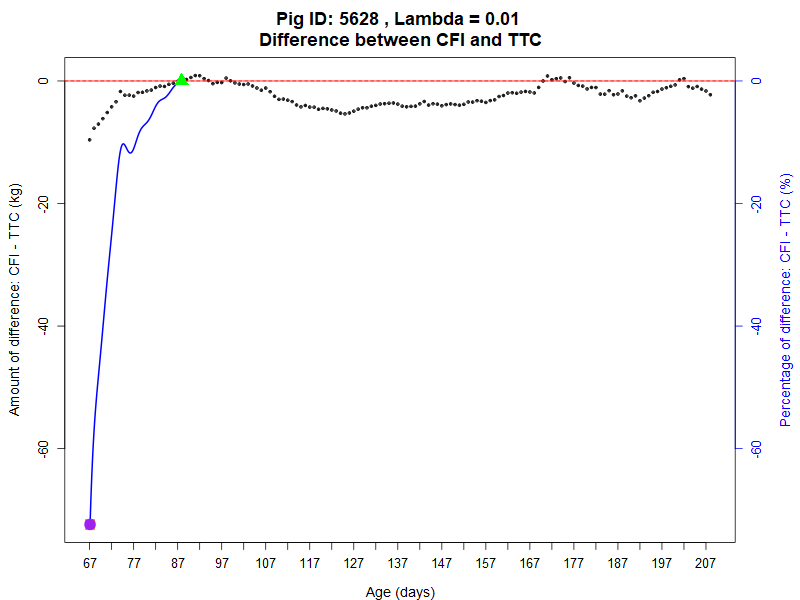 Pig ID: 5628 , Lambda = 0.01
Difference between CFI and TTC
Amount of difference: CFI - TTC (kg)
0
-20
-40
-60
0
-20
-40
-60
Percentage of difference: CFI - TTC (%)
67 77 87 97 107 117 127 137 147 157 167 177 187 197 207
Age (days)